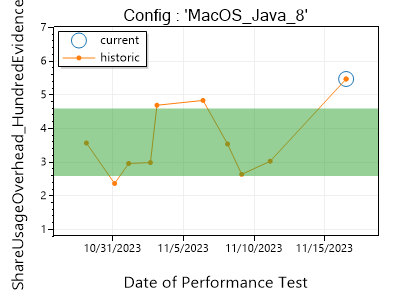 Config : 'MacOS_Java_8'
ShareUsageOverhead_HundredEvidence
current
historic
7
6
5
4
3
2
1
10/31/2023
11/5/2023
11/10/2023
11/15/2023
Date of Performance Test